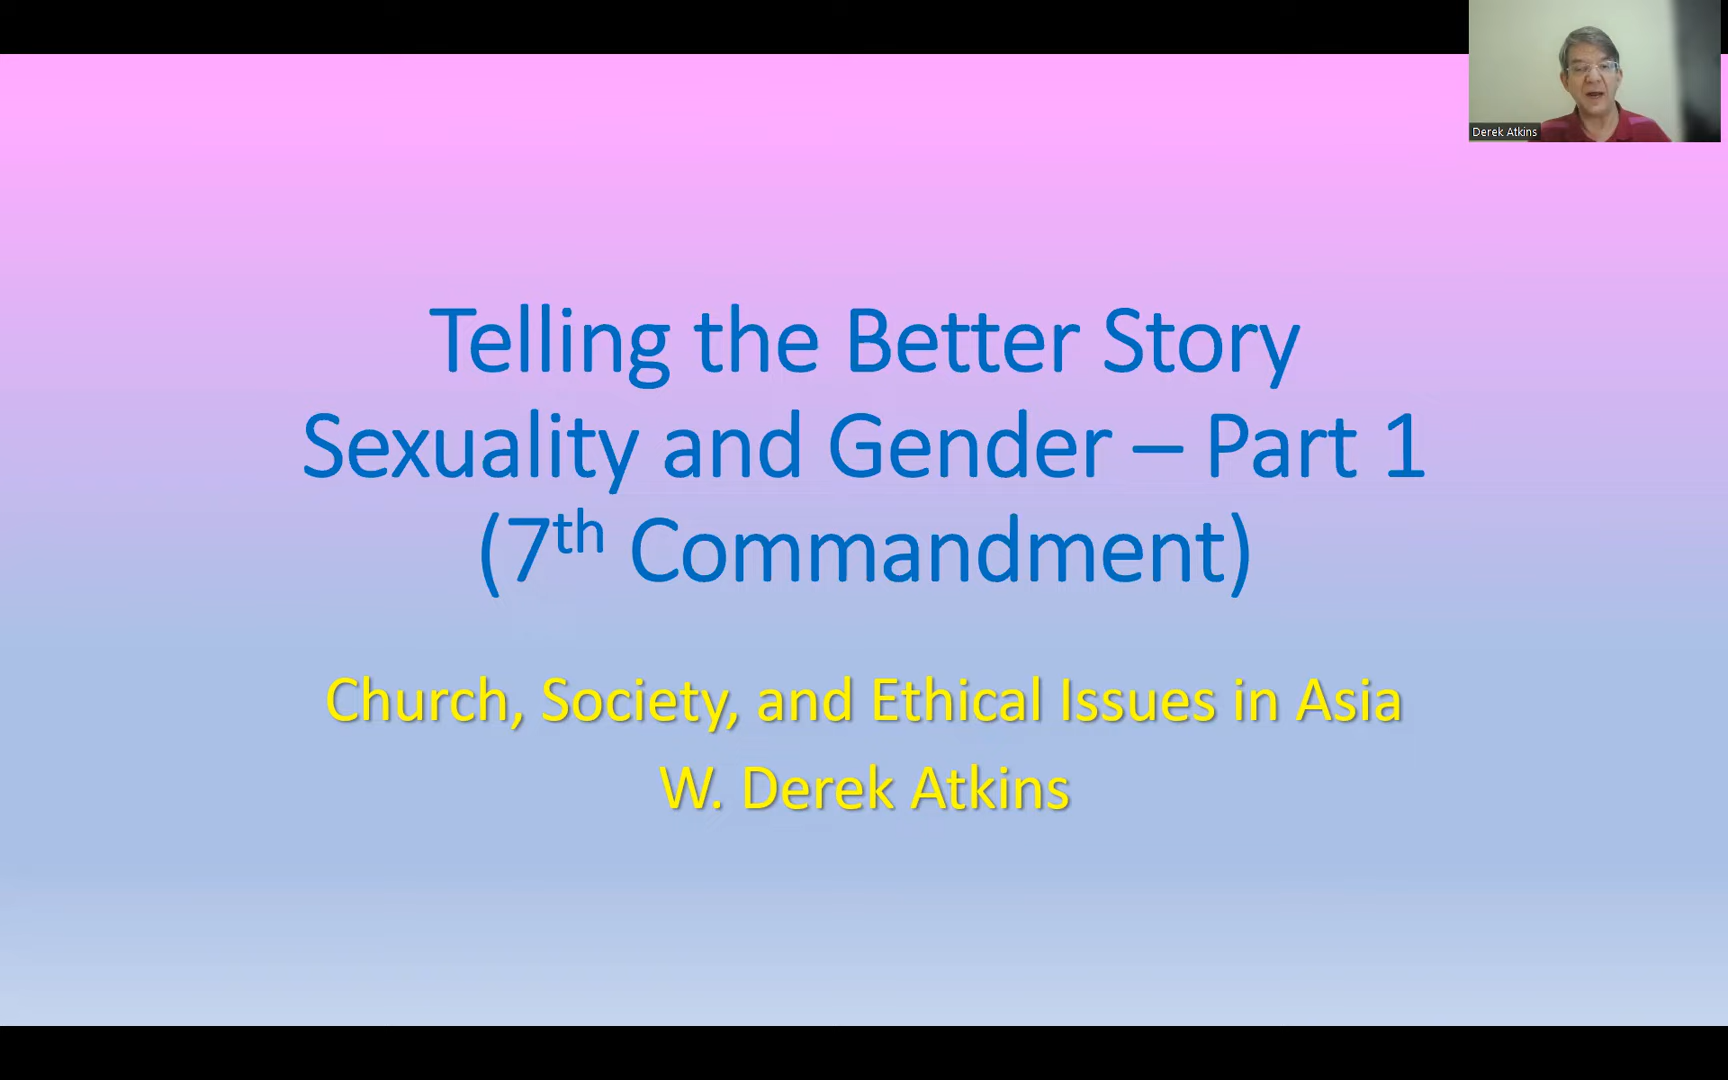 Derek Atkins
Telling the Better Story
Sexuality and Gender – Part 1
(7th Commandment)
Church, Society, and Ethical Issues in Asia
W. Derek Atkins